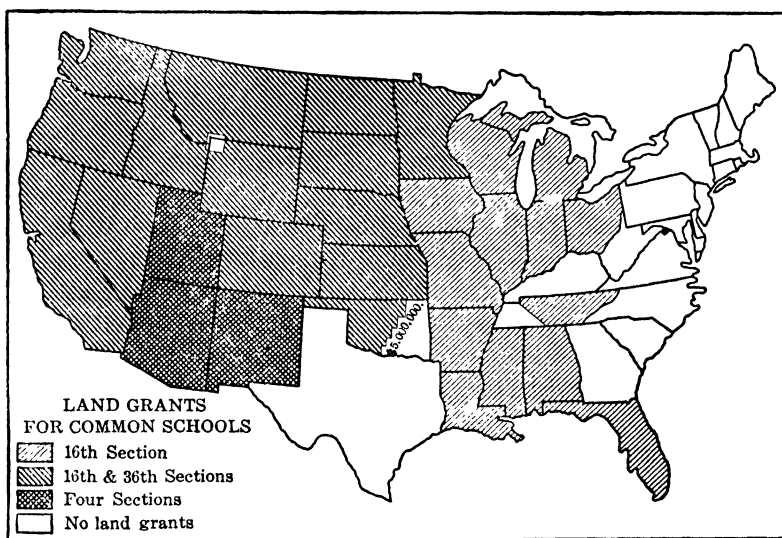 $5,000,000.
LAND GRANTS
FOR COMMON SCHOOLS
16th Section
16th & 36th Sections
Four Sections
No land grants